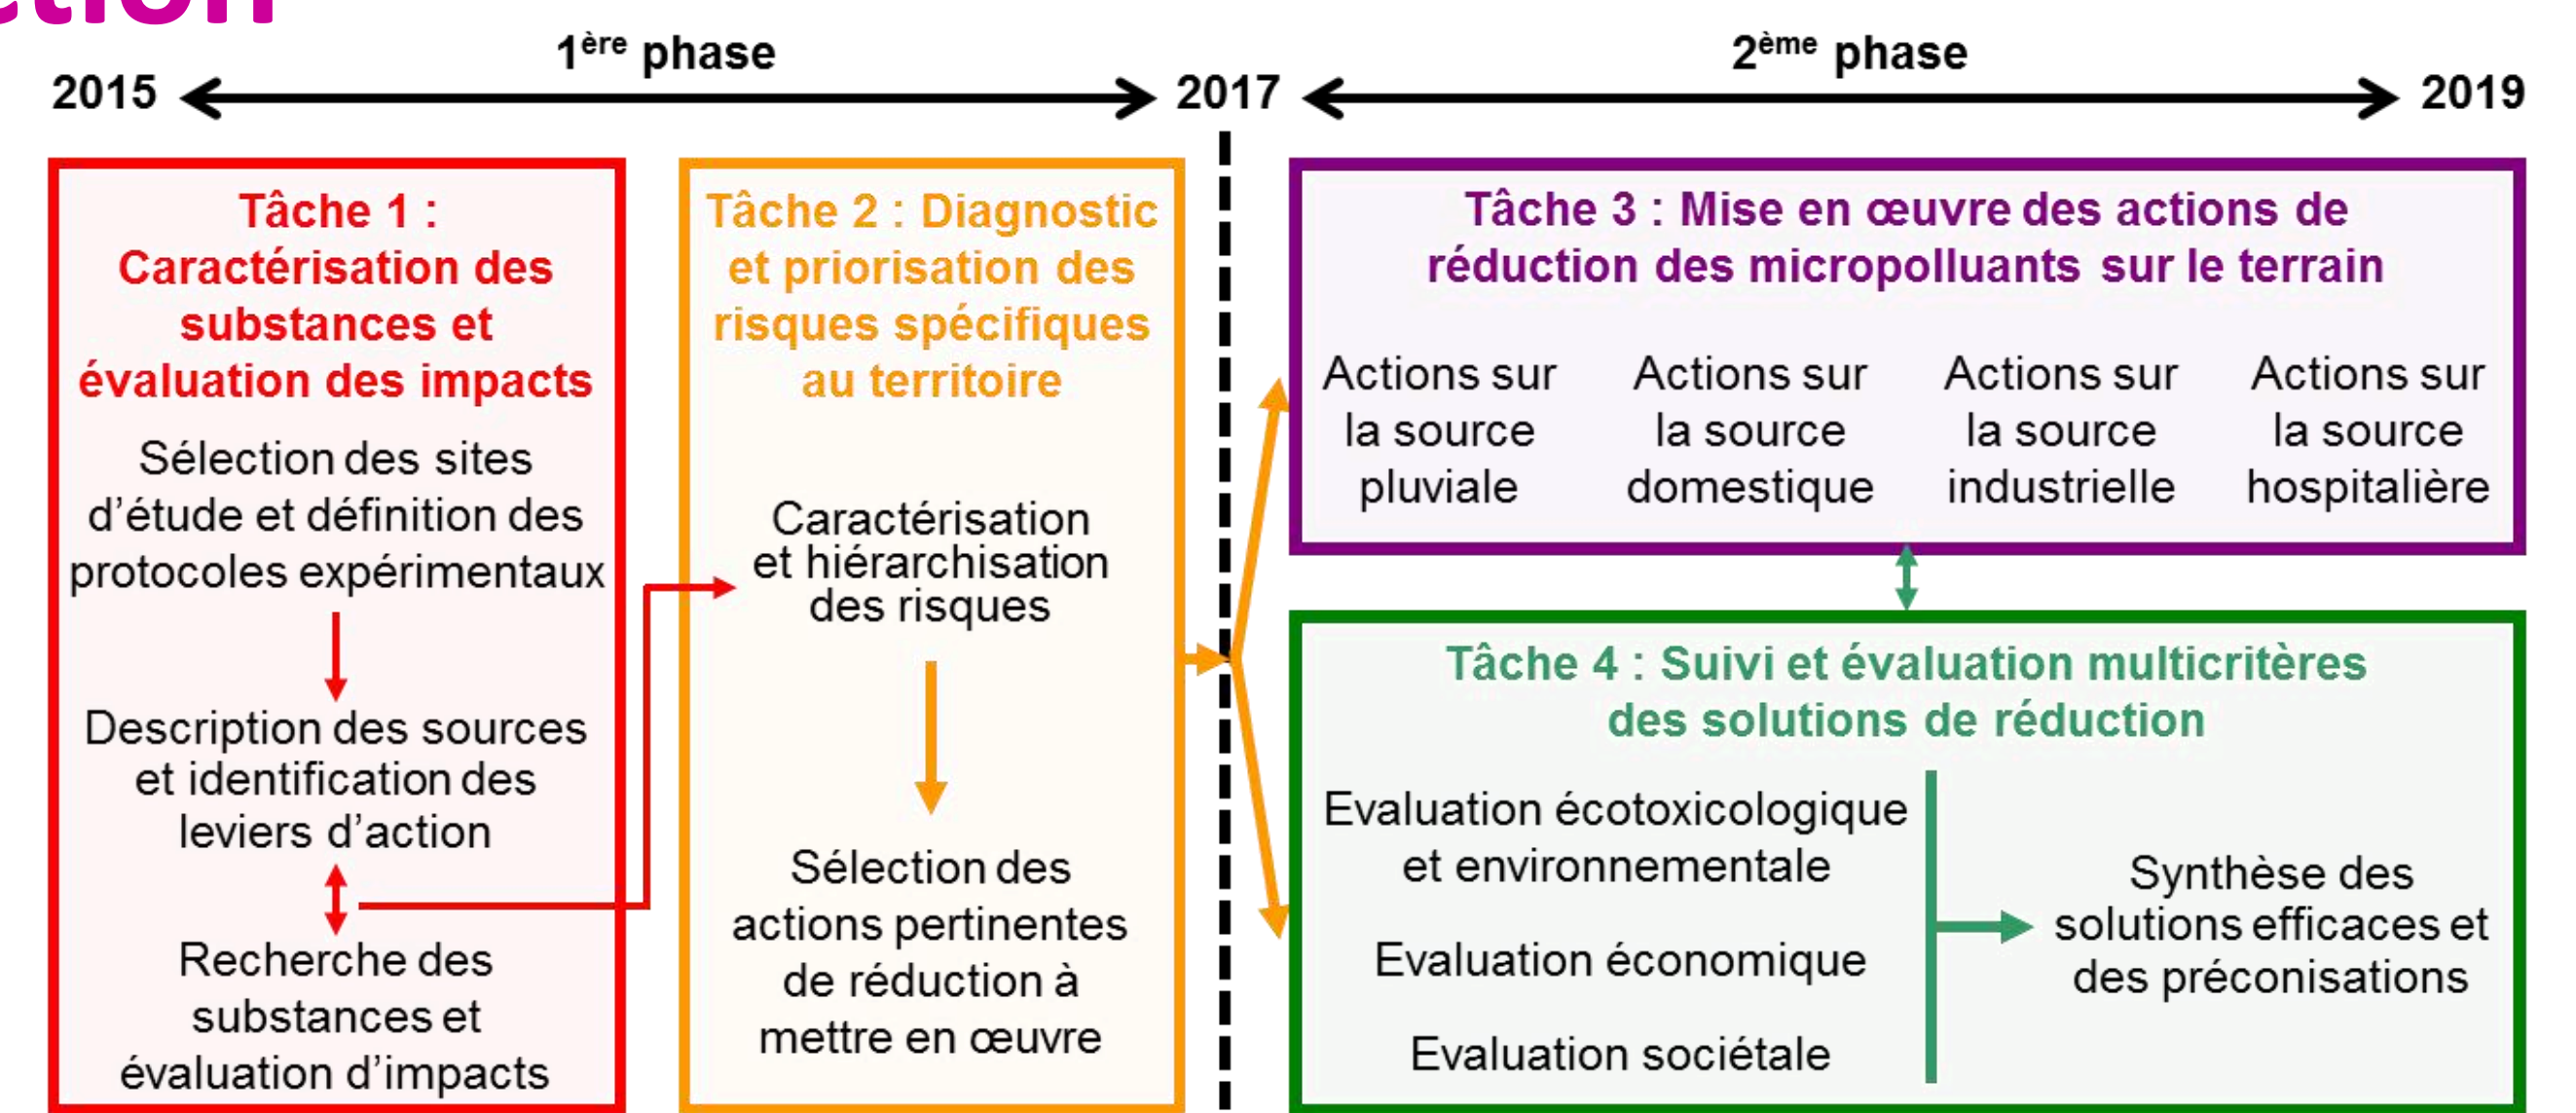 1ère phase
2ème phase
2015
2017
2019
Tâche 1 :
Caractérisation des
substances et
évaluation des impacts
Sélection des sites
d’étude et définition des
protocoles expérimentaux
Description des sources
et identification des
leviers d’action
Recherche des
substances et
évaluation d’impacts
Tâche 2 : Diagnostic
et priorisation des
risques spécifiques
au territoire
Caractérisation
et hiérarchisation
des risques
Sélection des
actions pertinentes
de réduction à
mettre en œuvre
Tâche 3 : Mise en œuvre des actions de
réduction des micropolluants sur le terrain
Actions sur
la source
pluviale
Actions sur
la source
domestique
Actions sur
la source
industrielle
Actions sur
la source
hospitalière
Tâche 4 : Suivi et évaluation multicritères
des solutions de réduction
Evaluation écotoxicologique
et environnementale
Evaluation économique
Evaluation sociétale
Synthèse des
solutions efficaces et
des préconisations